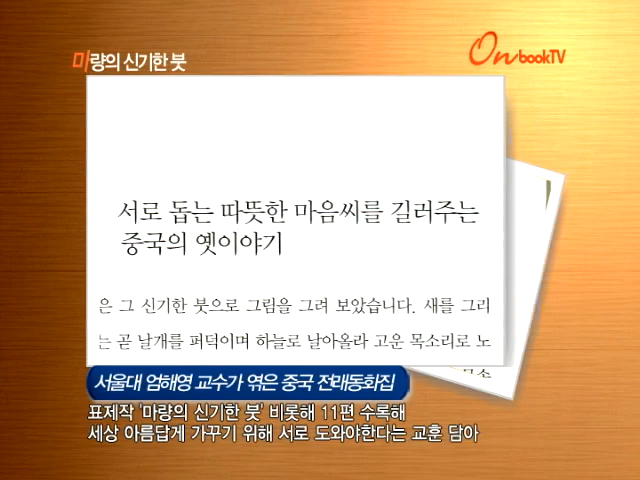 마량의 신기한 붓
On bookTV
서로 돕는 따뜻한 마음씨를 길러주는
중국의 옛이야기
은 그 신기한 붓으로 그림을 그려 보았습니다. 새를 그리
는 곧 날개를 펴덕이며 하늘로 날아올라 고운 목소리로 노
서울대 엄해영 교수가 엮은 중국 전래동화집
표제작 '마량의 신기한 붓' 비롯해 11편 수록해
세상 아름답게 가꾸기 위해 서로 도와야한다는 교훈 담아